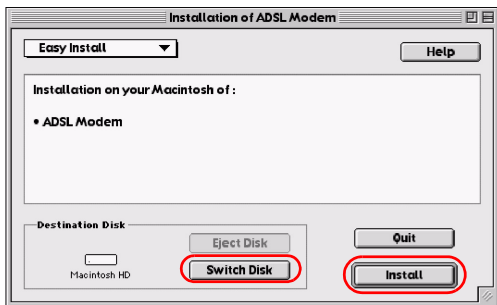 Installation of ADSL Modem
Easy Install
Help
Installation on your Macintosh of :
• ADSL Modem
Destination Disk
Eject Disk
Quit
Macintosh HD
Switch Disk
Install